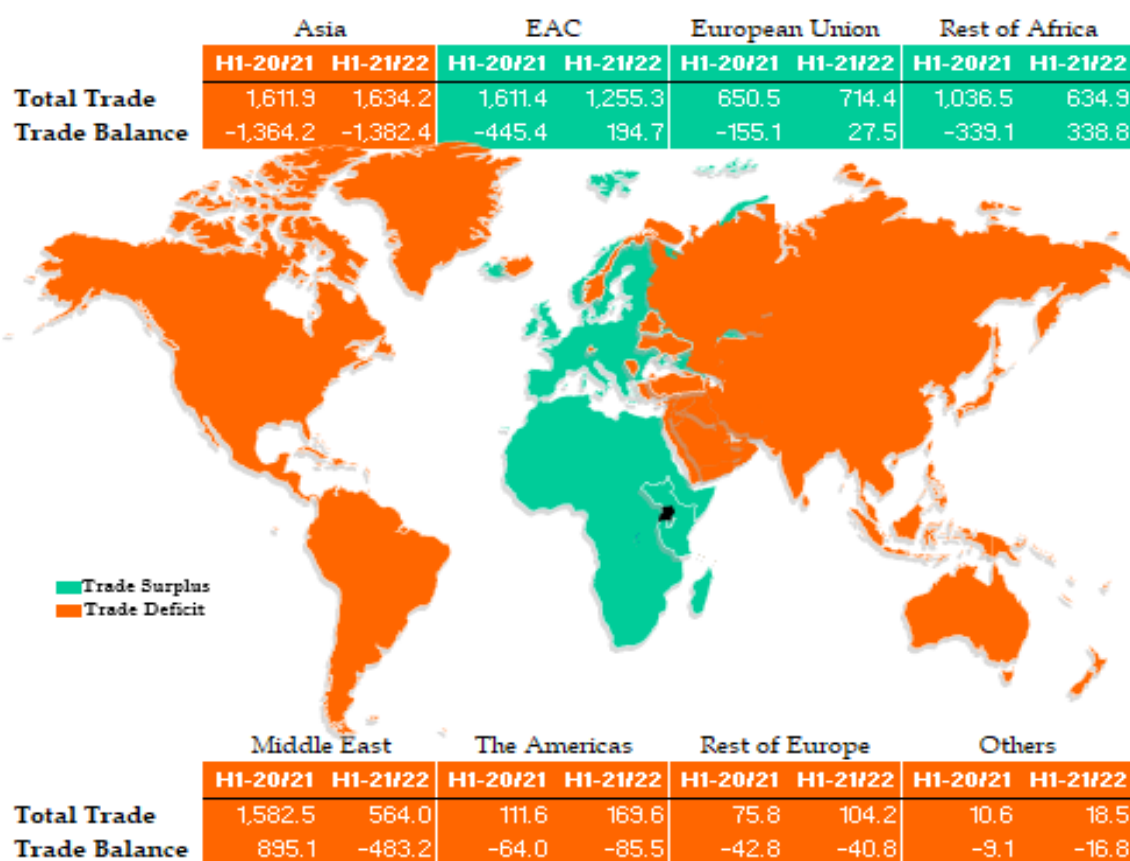 Asia EAC European Union Rest of Africa
H1-20/21 H1-21/22 H1-20/21 H1-21/22 H1-20/21 H1-21/22 H1-20/21 H1-21/22
Total Trade 1,611.9 1,634.2 1,611.4 1,255.3 650.5 714.4 1,036.5 634.9
Trade Balance -1,364.2 -1,382.4 -445.4 194.7 -155.1 27.5 -339.1 338.8
Trade Surplus
Trade Deficit
Middle East The Americas Rest of Europe Others
H1-20/21 H1-21/22 H1-20/21 H1-21/22 H1-20/21 H1-21/22 H1-20/21 H1-21/22
Total Trade 1,582.5 564.0 111.6 169.6 75.8 104.2 10.6 18.5
Trade Balance 895.1 -483.2 -64.0 -85.5 -42.8 -40.8 -9.1 -16.8